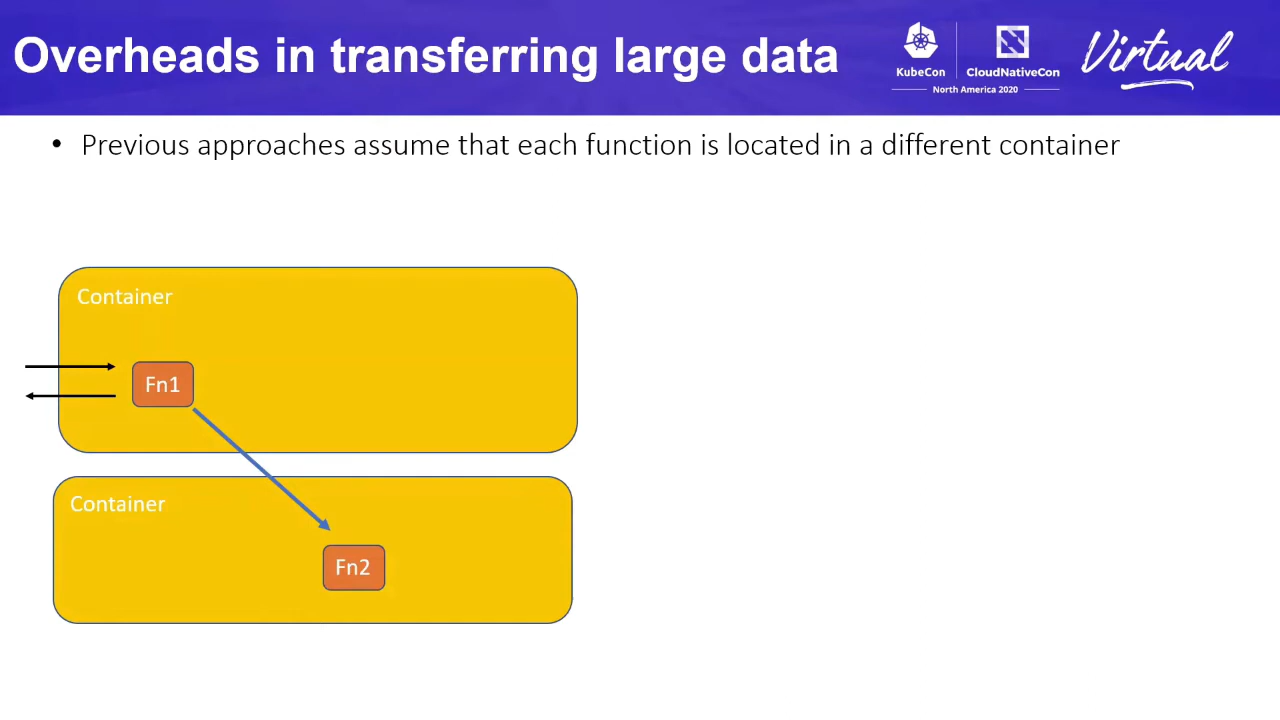 Overheads in transferring large data
KubeCon
CloudNativeCon
North America 2020
Virtual
• Previous approaches assume that each function is located in a different container
Container
Fn1
Container
Fn2